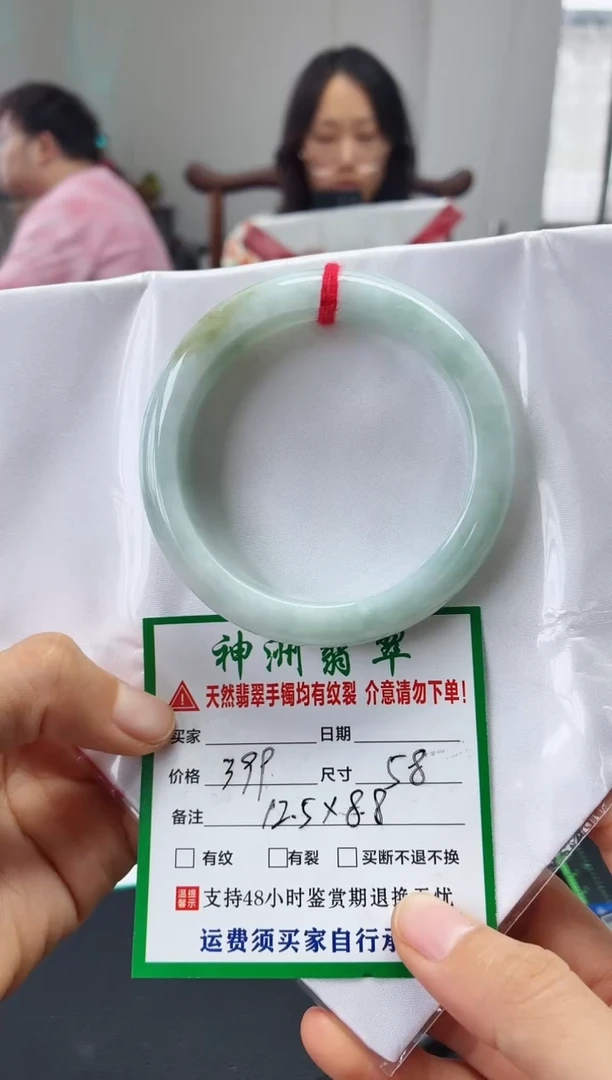 神洲翡翠
天然翡翠手镯均有纹裂 介意请勿下单!
买家 日期
价格 399 尺寸 58
备注 12.5×8.8
有纹 有裂 买断不退不换
温馨提示 支持48小时鉴赏期退换无忧
运费须买家自行承